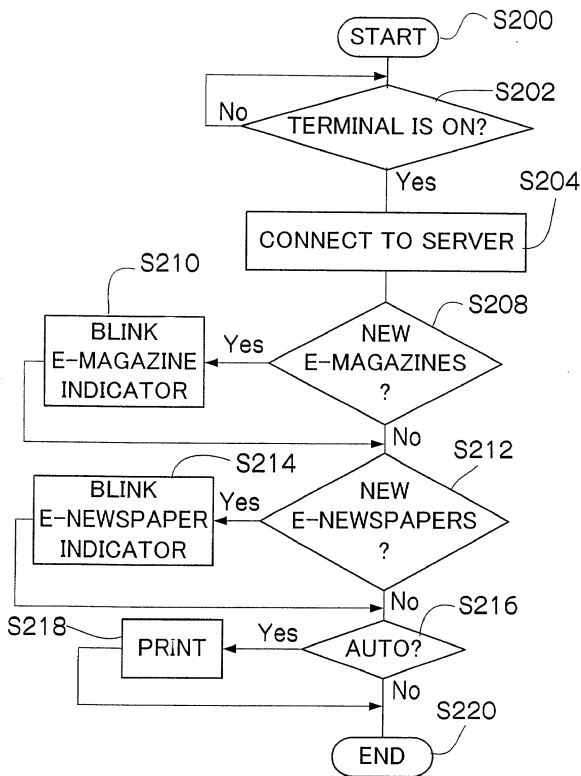 START
S200
S202
No
TERMINAL IS ON?
Yes
S204
CONNECT TO SERVER
S210
S208
BLINK
E-MAGAZINE
INDICATOR
Yes
NEW
E-MAGAZINES
?
No
S214
S212
BLINK
E-NEWSPAPER
INDICATOR
Yes
NEW
E-NEWSPAPERS
?
No
S218
S216
PRINT
Yes
AUTO?
No
S220
END